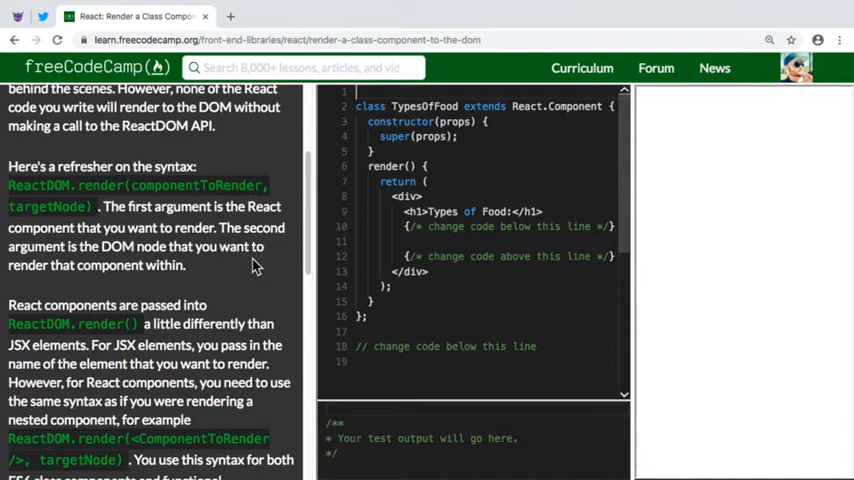 React: Render a Class Compon
learn.freecodecamp.org/front-end-libraries/react/render-a-class-component-to-the-dom
freeCodeCamp
Search 8,000+ lessons, articles, and vid
Curriculum
Forum
News
behind the scenes. However, none of the React
code you write will render to the DOM without
making a call to the ReactDOM API.
Here's a refresher on the syntax:
ReactDOM.render(componentToRender,
targetNode) . The first argument is the React
component that you want to render. The second
argument is the DOM node that you want to
render that component within.
React components are passed into
ReactDOM.render() a little differently than
JSX elements. For JSX elements, you pass in the
name of the element that you want to render.
However, for React components, you need to use
the same syntax as if you were rendering a
nested component, for example
ReactDOM.render(<ComponentToRender
/>, targetNode) . You use this syntax for both
ES6 class components and functional
1
2 class TypesOfFood extends React.Component {
3 constructor(props) {
4 super(props);
5 }
6 render() {
7 return (
8 <div>
9 <h1>Types of Food:</h1>
10 {/* change code below this line */}
11
12 {/* change code above this line */}
13 </div>
14 );
15 }
16 };
17
18 // change code below this line
19
/**
* Your test output will go here.
*/